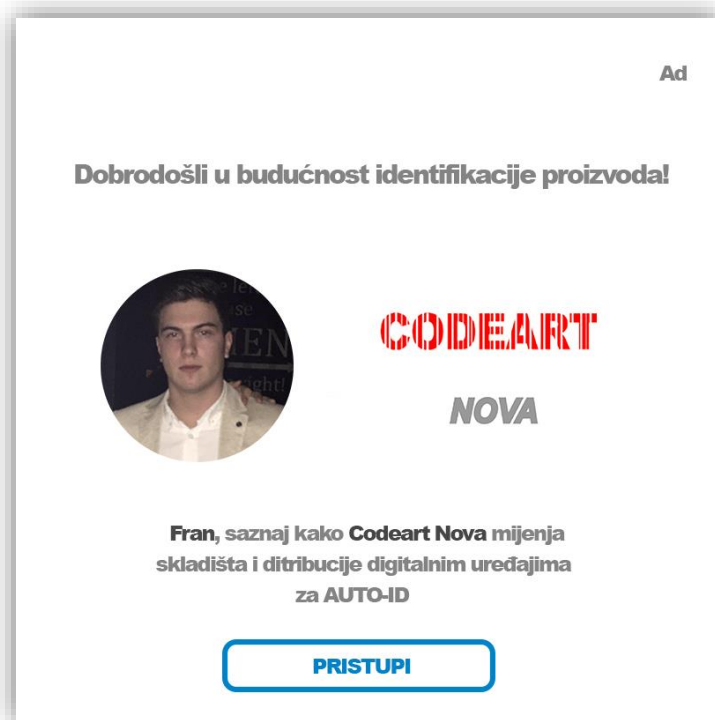 Ad
Dobrodošli u budućnost identifikacije proizvoda!
CODEART
NOVA
Fran, saznaj kako Codeart Nova mijenja
skladišta i ditribucije digitalnim uređajima
za AUTO-ID
PRISTUPI